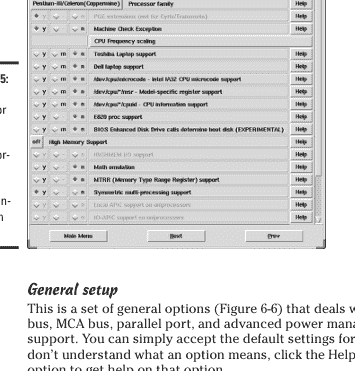 Pentium-III/Celeron(Coppermine) Processor family Help
y n PGE extensions (not for Cyrix/Transmeta) Help
y n Machine Check Exception Help
CPU Frequency scaling
y m n Toshiba Laptop support Help
y m n Dell laptop support Help
5:
y m n /dev/cpu/microcode - Intel IA32 CPU microcode support Help
y m n /dev/cpu/*/msr - Model-specific register support Help
or
y m n /dev/cpu/*/cpuid - CPU information support Help
y m n E820 proc support Help
y m n BIOS Enhanced Disk Drive calls determine boot disk (EXPERIMENTAL) Help
or-
off High Memory Support Help
y n HIGHMEM I/O support Help
y n Math emulation Help
y n MTRR (Memory Type Range Register) support Help
n-
y n Symmetric multi-processing support Help
n
y n Local APIC support on uniprocessors Help
y n IO-APIC support on uniprocessors Help
Main Menu Next Prev
General setup
This is a set of general options (Figure 6-6) that deals w
bus, MCA bus, parallel port, and advanced power mana
support. You can simply accept the default settings for
don't understand what an option means, click the Help
option to get help on that option